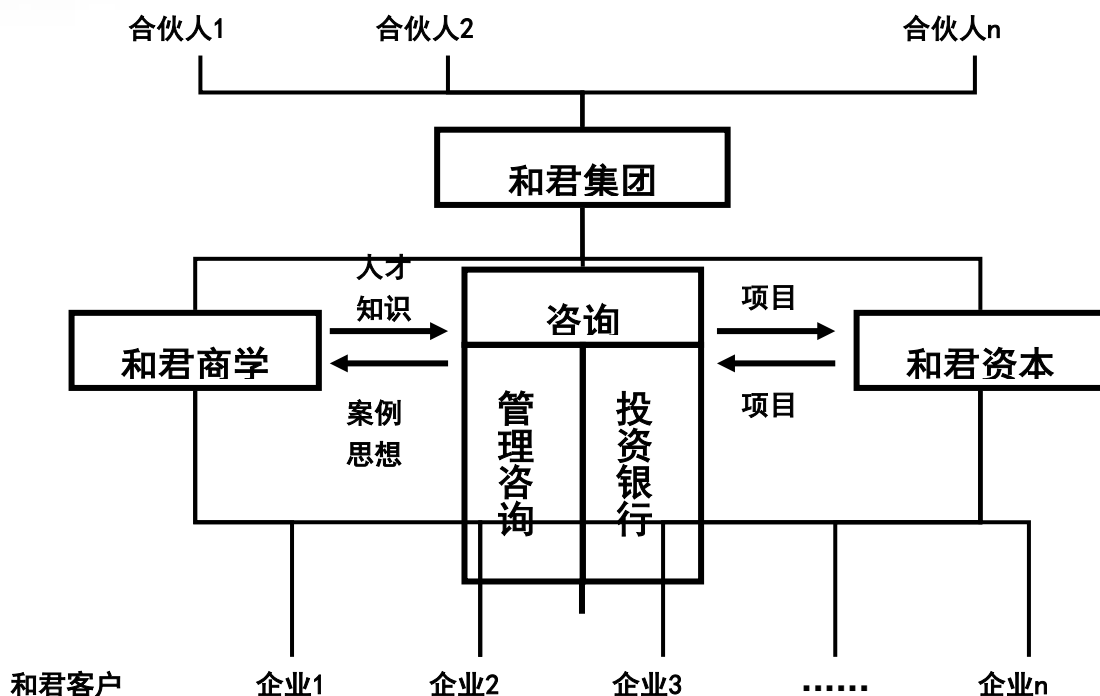 合伙人1
合伙人2
合伙人n
和君集团
人才
知识
咨询
项目
和君商学
和君资本
案例
思想
管理咨询
投资银行
项目
和君客户
企业1
企业2
企业3
......
企业n